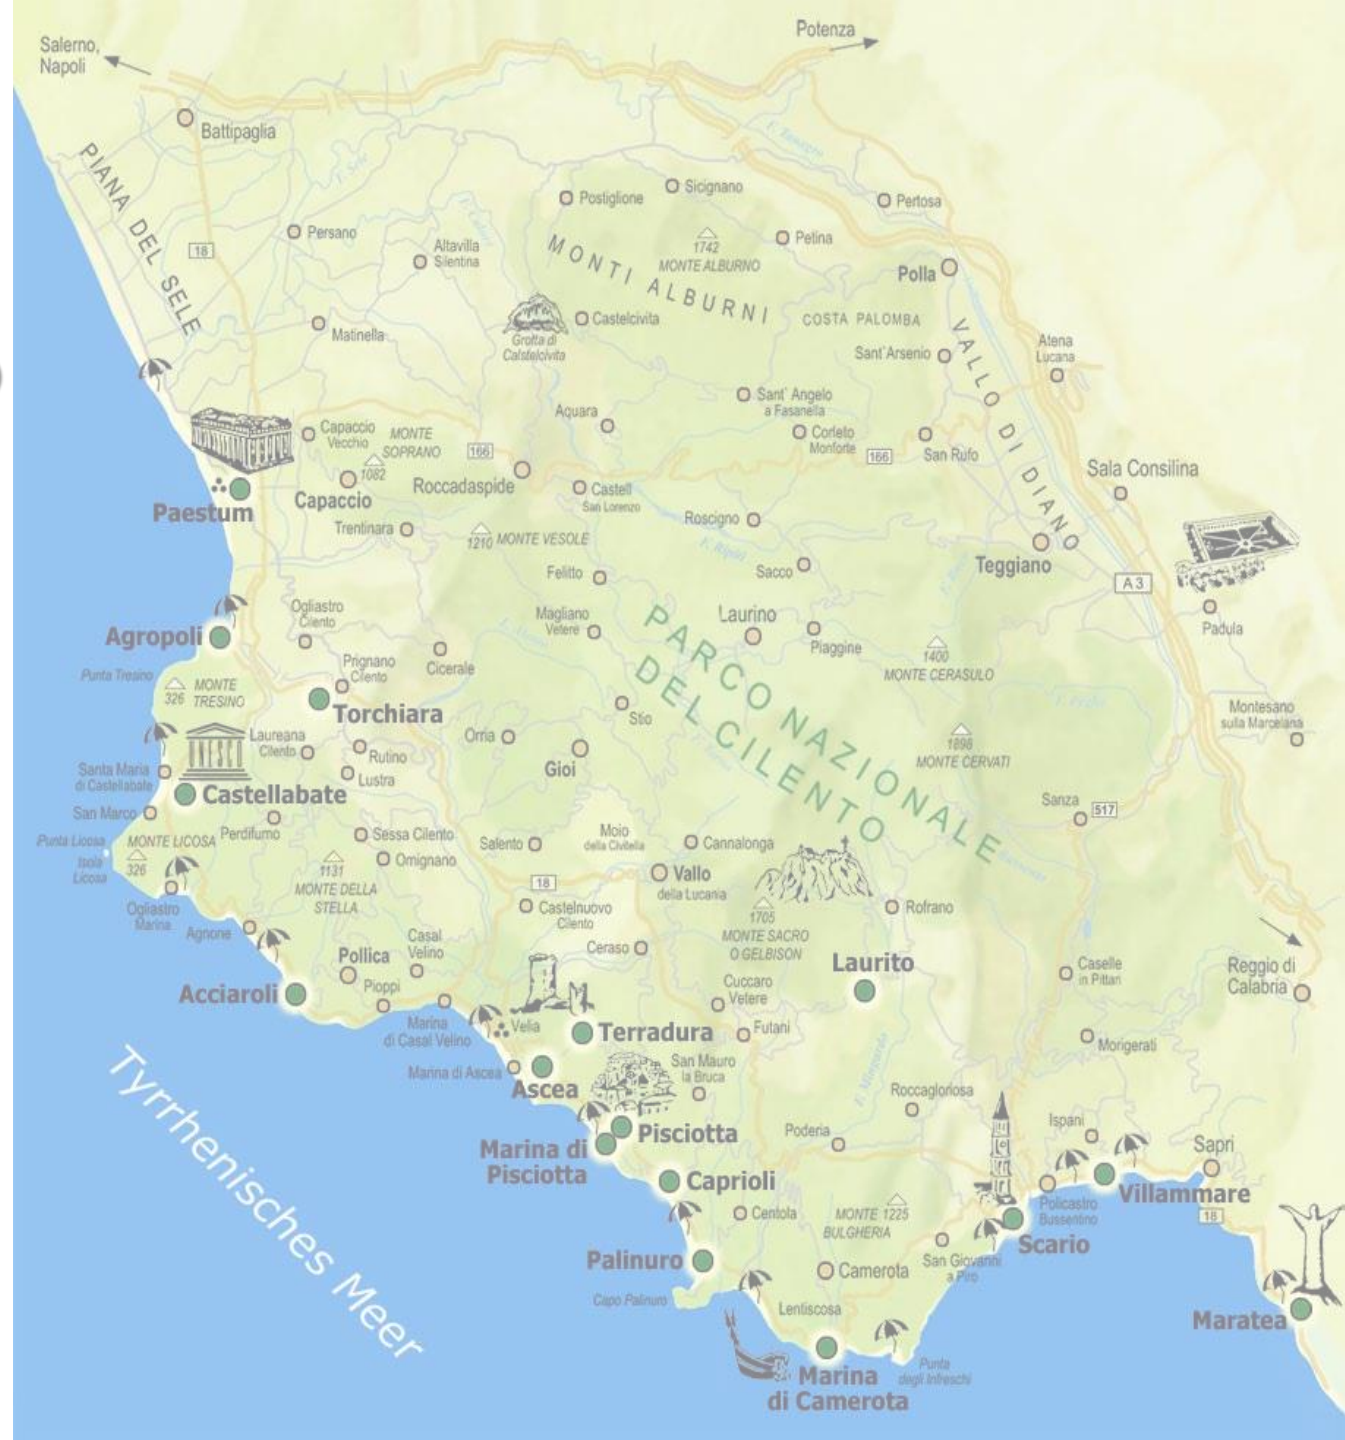 Salerno,
Napoli
Potenza
Battipaglia
F. Sele
F. Tanagro
PIANA DEL SELE
18
Persano
Altavilla
Silentina
Postiglione
Sicignano
Pertosa
1742
MONTE ALBURNO
Petina
MONTI ALBURNI
Polla
Matinella
Grotta di
Calstelcivita
Castelcivita
COSTA PALOMBA
Sant'Arsenio
VALLO DI DIANO
Atena
Lucana
Aquara
Sant' Angelo
a Fasanella
Corleto
Monforte
166
San Rufo
Sala Consilina
Capaccio
Vecchio
MONTE
SOPRANO
1082
166
Roccadaspide
Capaccio
Paestum
Castell
San Lorenzo
Trentinara
1210 MONTE VESOLE
Roscigno
Sacco
Teggiano
A 3
Padula
Felitto
Magliano
Vetere
Laurino
Piaggine
1400
MONTE CERASULO
Agropoli
Ogliastro
Cilento
Prignano
Cilento
Cicerale
Punta Tresino
326
MONTE
TRESINO
Torchiara
PARCO NAZIONALE
DEL CILENTO
Stio
Montesano
sulla Marcelana
Laureana
Cilento
Rutino
Lustra
Orria
Gioi
1898
MONTE CERVATI
Santa Maria
di Castellabate
Castellabate
San Marco
Sanza
517
Punta Licosa
MONTE LICOSA
Perdifumo
Sessa Cilento
Omignano
Isola
Licosa
326
1131
MONTE DELLA
STELLA
Salento
Moio
della Civitella
Cannalonga
18
Vallo
della Lucania
Ogliastro
Marina
Agnone
Castelnuovo
Cilento
1705
MONTE SACRO
O GELBISON
Rofrano
Casal
Velino
Pollica
Pioppi
Ceraso
Laurito
Caselle
in Pittari
Reggio di
Calabria
Acciaroli
Cuccaro
Vetere
Marina
di Casal Velino
Velia
Terradura
Futani
Morigerati
Marina di Ascea
Ascea
San Mauro
la Bruca
Roccagloriosa
Tyrrhenisches Meer
Pisciotta
Marina di
Pisciotta
Poderia
Ispani
Sapri
Caprioli
Policastro
Bussentino
Villammare
18
Centola
MONTE 1225
BULGHERIA
Scario
Palinuro
San Giovanni
a Piro
Camerota
Capo Palinuro
Lentiscosa
Maratea
Marina
di Camerota
Punta
degli Infreschi